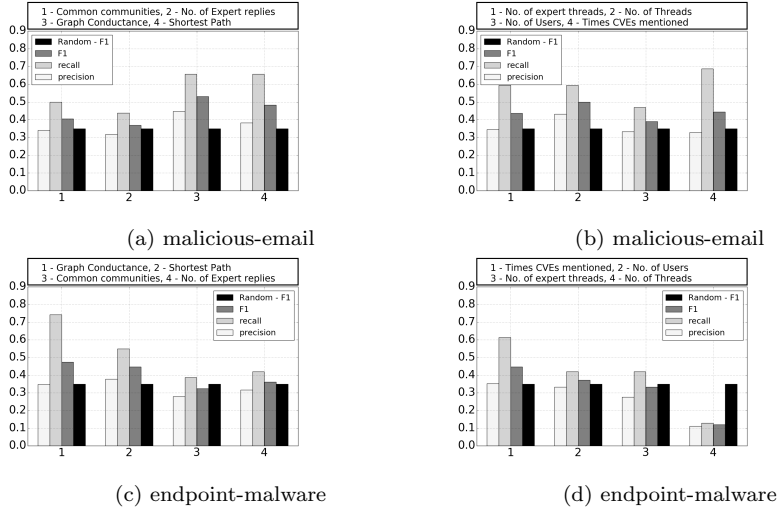 1 - Common communities, 2 - No. of Expert replies
3 - Graph Conductance, 4 - Shortest Path
0.9
0.8
0.7
0.6
0.5
0.4
0.3
0.2
0.1
0.0
Random - F1
F1
recall
precision
1 2 3 4
(a) malicious-email
1 - No. of expert threads, 2 - No. of Threads
3 - No. of Users, 4 - Times CVEs mentioned
0.9
0.8
0.7
0.6
0.5
0.4
0.3
0.2
0.1
0.0
Random - F1
F1
recall
precision
1 2 3 4
(b) malicious-email
1 - Graph Conductance, 2 - Shortest Path
3 - Common communities, 4 - No. of Expert replies
0.9
0.8
0.7
0.6
0.5
0.4
0.3
0.2
0.1
0.0
Random - F1
F1
recall
precision
1 2 3 4
(c) endpoint-malware
1 - Times CVEs mentioned, 2 - No. of Users
3 - No. of expert threads, 4 - No. of Threads
0.9
0.8
0.7
0.6
0.5
0.4
0.3
0.2
0.1
0.0
Random - F1
F1
recall
precision
1 2 3 4
(d) endpoint-malware